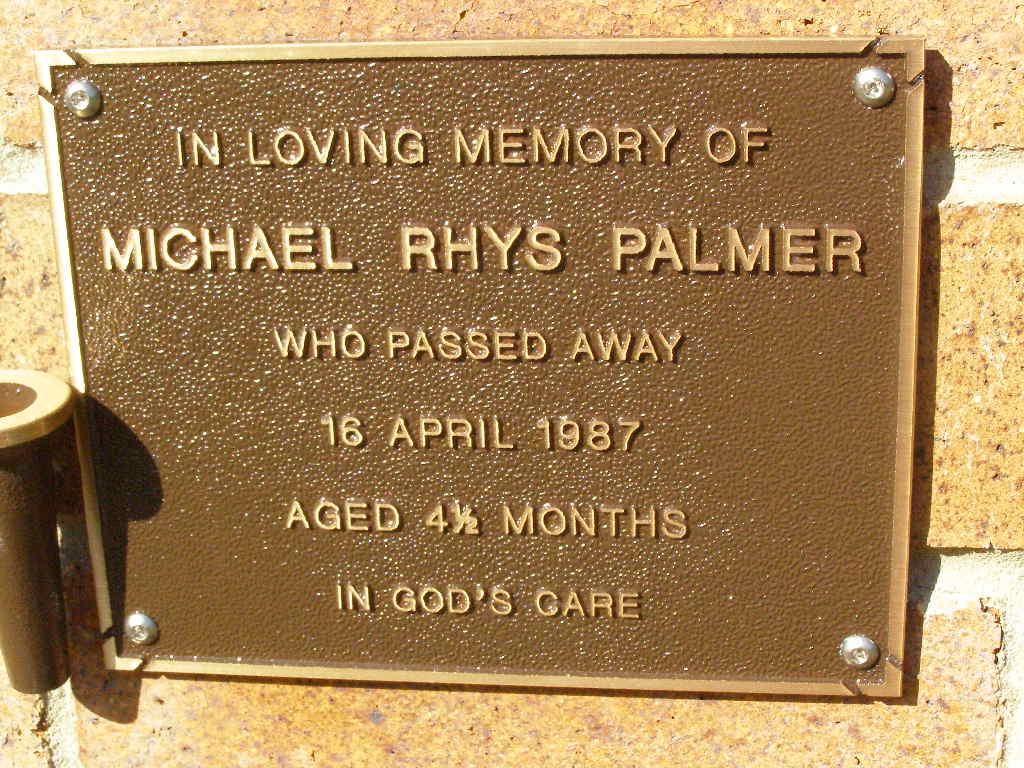 IN LOVING MEMORY OF
MICHAEL RHYS PALMER
WHO PASSED AWAY
16 APRIL 1987
AGED 4½ MONTHS
IN GOD'S CARE